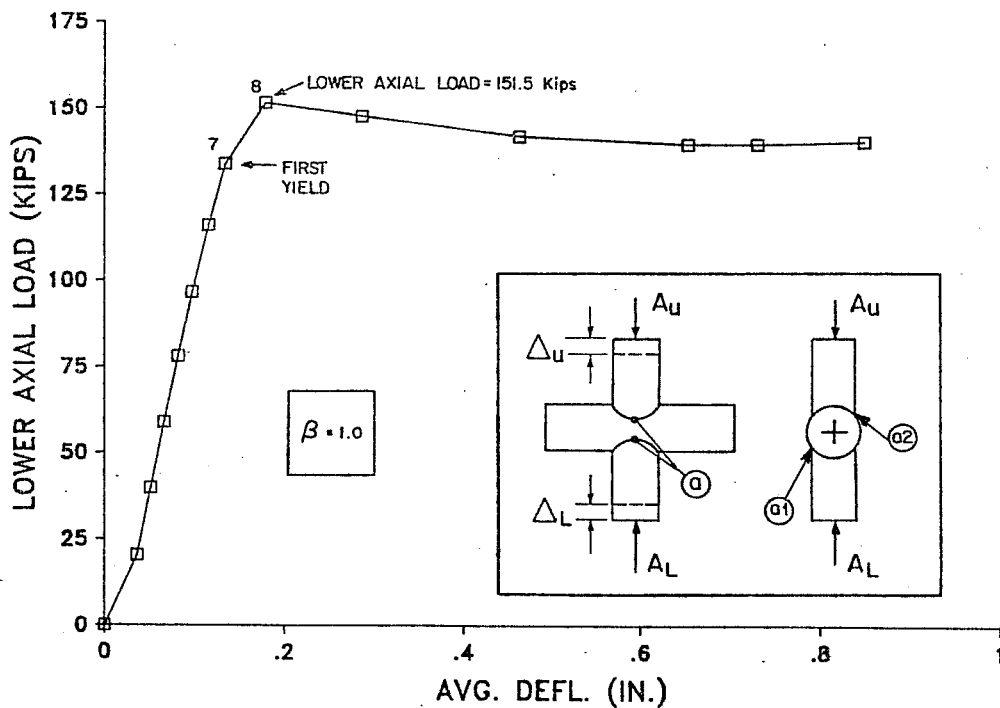 175
150
125
100
75
50
25
0
LOWER AXIAL LOAD (KIPS)
8
LOWER AXIAL LOAD = 151.5 Kips
7
FIRST
YIELD
β = 1.0
Au
Au
Δu
a
a2
a1
ΔL
AL
AL
0
.2
.4
.6
.8
1
AVG. DEFL. (IN.)